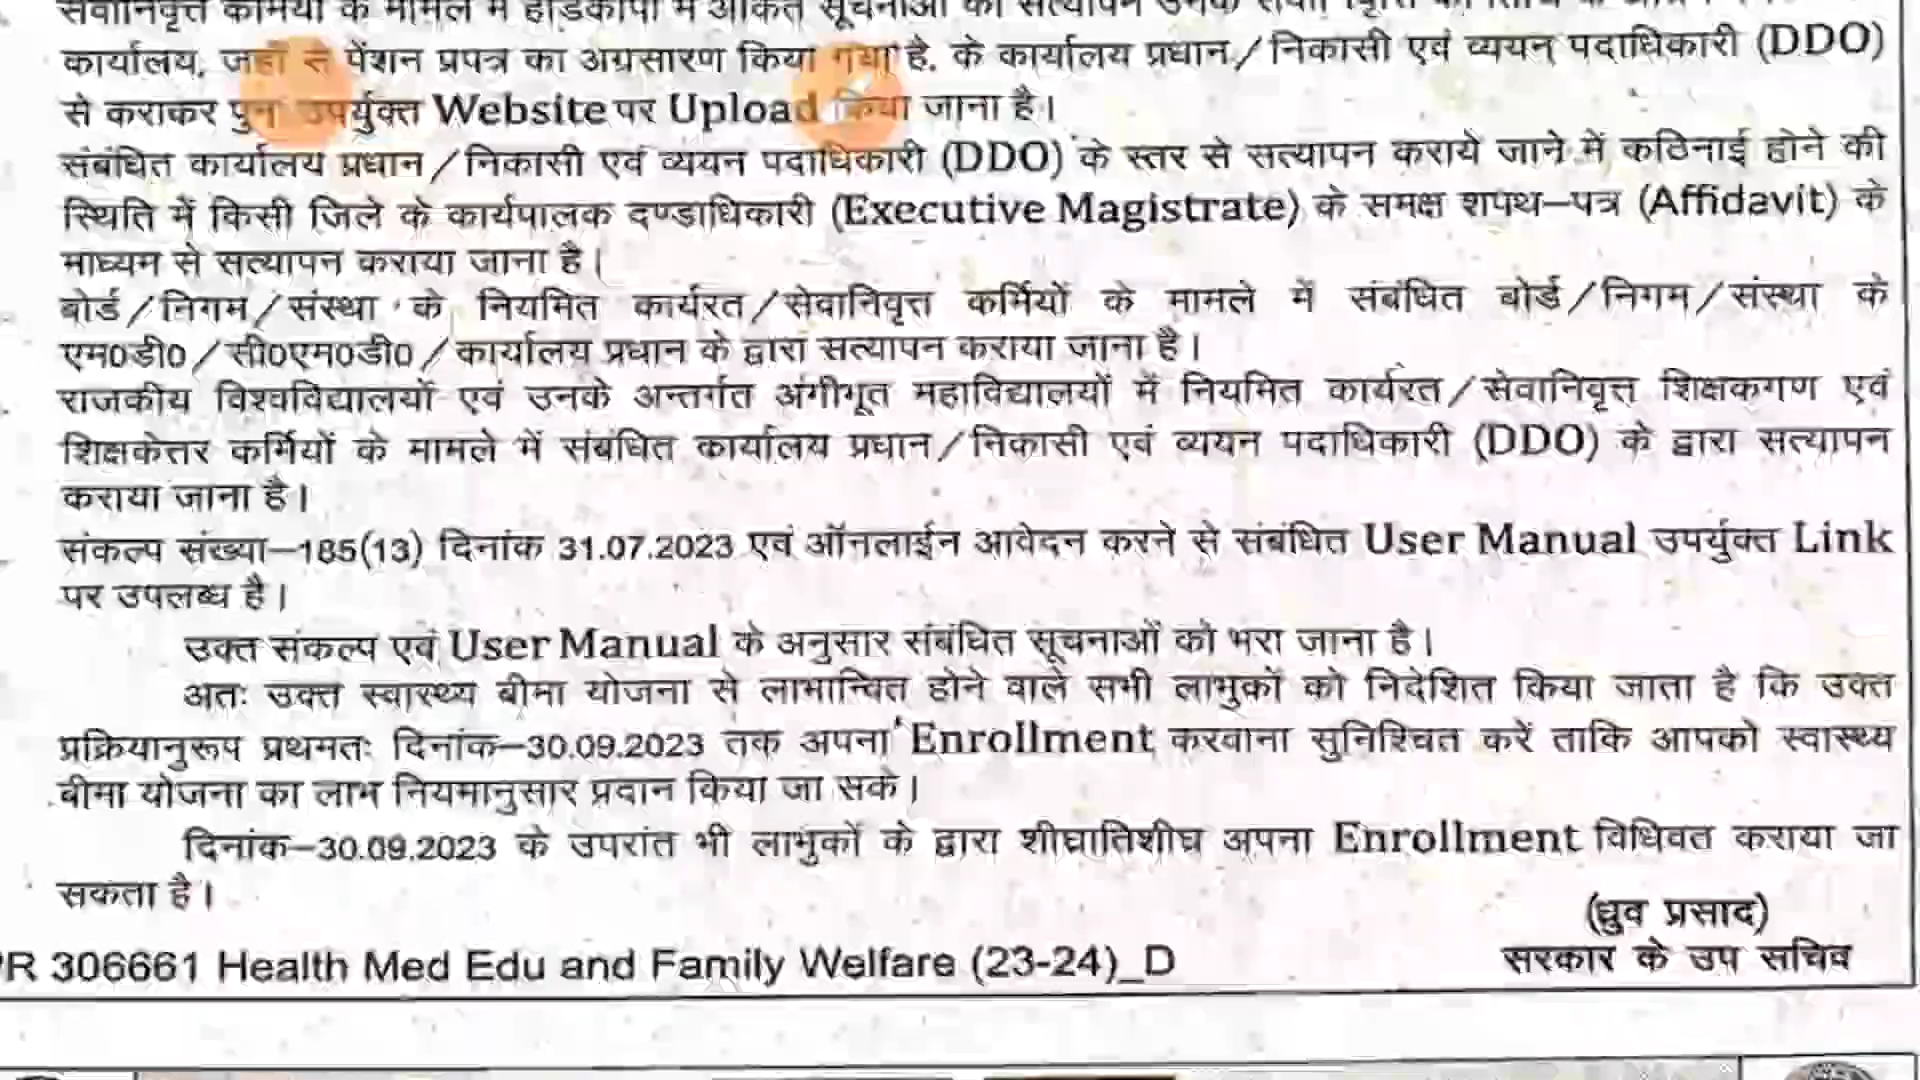 सेवानिवृत्त कर्मियों के मामले में हार्डकॉपी में अंकित सूचनाओं का सत्यापन उनके सेवा निवृत्ति की तिथि के
कार्यालय, जहाँ से पेंशन प्रपत्र का अग्रसारण किया गया है, के कार्यालय प्रधान/निकासी एवं व्ययन् पदाधिकारी (DDO)
से कराकर पुनः उपर्युक्त Website पर Upload किया जाना है।
संबंधित कार्यालय प्रधान/निकासी एवं व्ययन पदाधिकारी (DDO) के स्तर से सत्यापन कराये जाने में कठिनाई होने की
स्थिति में किसी जिले के कार्यपालक दण्डाधिकारी (Executive Magistrate) के समक्ष शपथ–पत्र (Affidavit) के
माध्यम से सत्यापन कराया जाना है।
बोर्ड/निगम/संस्था के नियमित कार्यरत/सेवानिवृत्त कर्मियों के मामले में संबंधित बोर्ड/निगम/संस्था के
एम0डी0/सी0एम0डी0/कार्यालय प्रधान के द्वारा सत्यापन कराया जाना है।
राजकीय विश्वविद्यालयों एवं उनके अन्तर्गत अंगीभूत महाविद्यालयों में नियमित कार्यरत/सेवानिवृत्त शिक्षकगण एवं
शिक्षकेत्तर कर्मियों के मामले में संबंधित कार्यालय प्रधान/निकासी एवं व्ययन पदाधिकारी (DDO) के द्वारा सत्यापन
कराया जाना है।
संकल्प संख्या–185(13) दिनांक 31.07.2023 एवं ऑनलाईन आवेदन करने से संबंधित User Manual उपर्युक्त Link
पर उपलब्ध है।
उक्त संकल्प एवं User Manual के अनुसार संबंधित सूचनाओं को भरा जाना है।
अतः उक्त स्वास्थ्य बीमा योजना से लाभान्वित होने वाले सभी लाभुकों को निदेशित किया जाता है कि उक्त
प्रक्रियानुरूप प्रथमतः दिनांक–30.09.2023 तक अपना Enrollment करवाना सुनिश्चित करें ताकि आपको स्वास्थ्य
बीमा योजना का लाभ नियमानुसार प्रदान किया जा सके।
दिनांक–30.09.2023 के उपरांत भी लाभुकों के द्वारा शीघ्रातिशीघ्र अपना Enrollment विधिवत कराया जा
सकता है।
(ध्रुव प्रसाद)
सरकार के उप सचिव
PR 306661 Health Med Edu and Family Welfare (23-24)_D